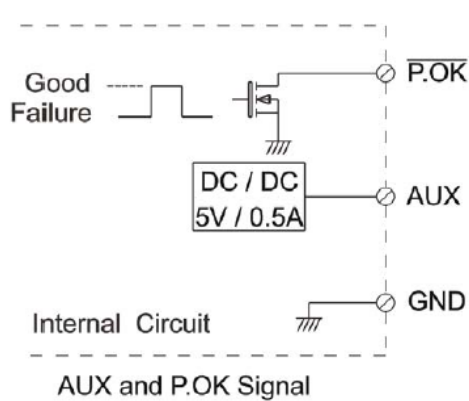 P.OK
Good
Failure
DC / DC
5V / 0.5A
AUX
GND
Internal Circuit
AUX and P.OK Signal